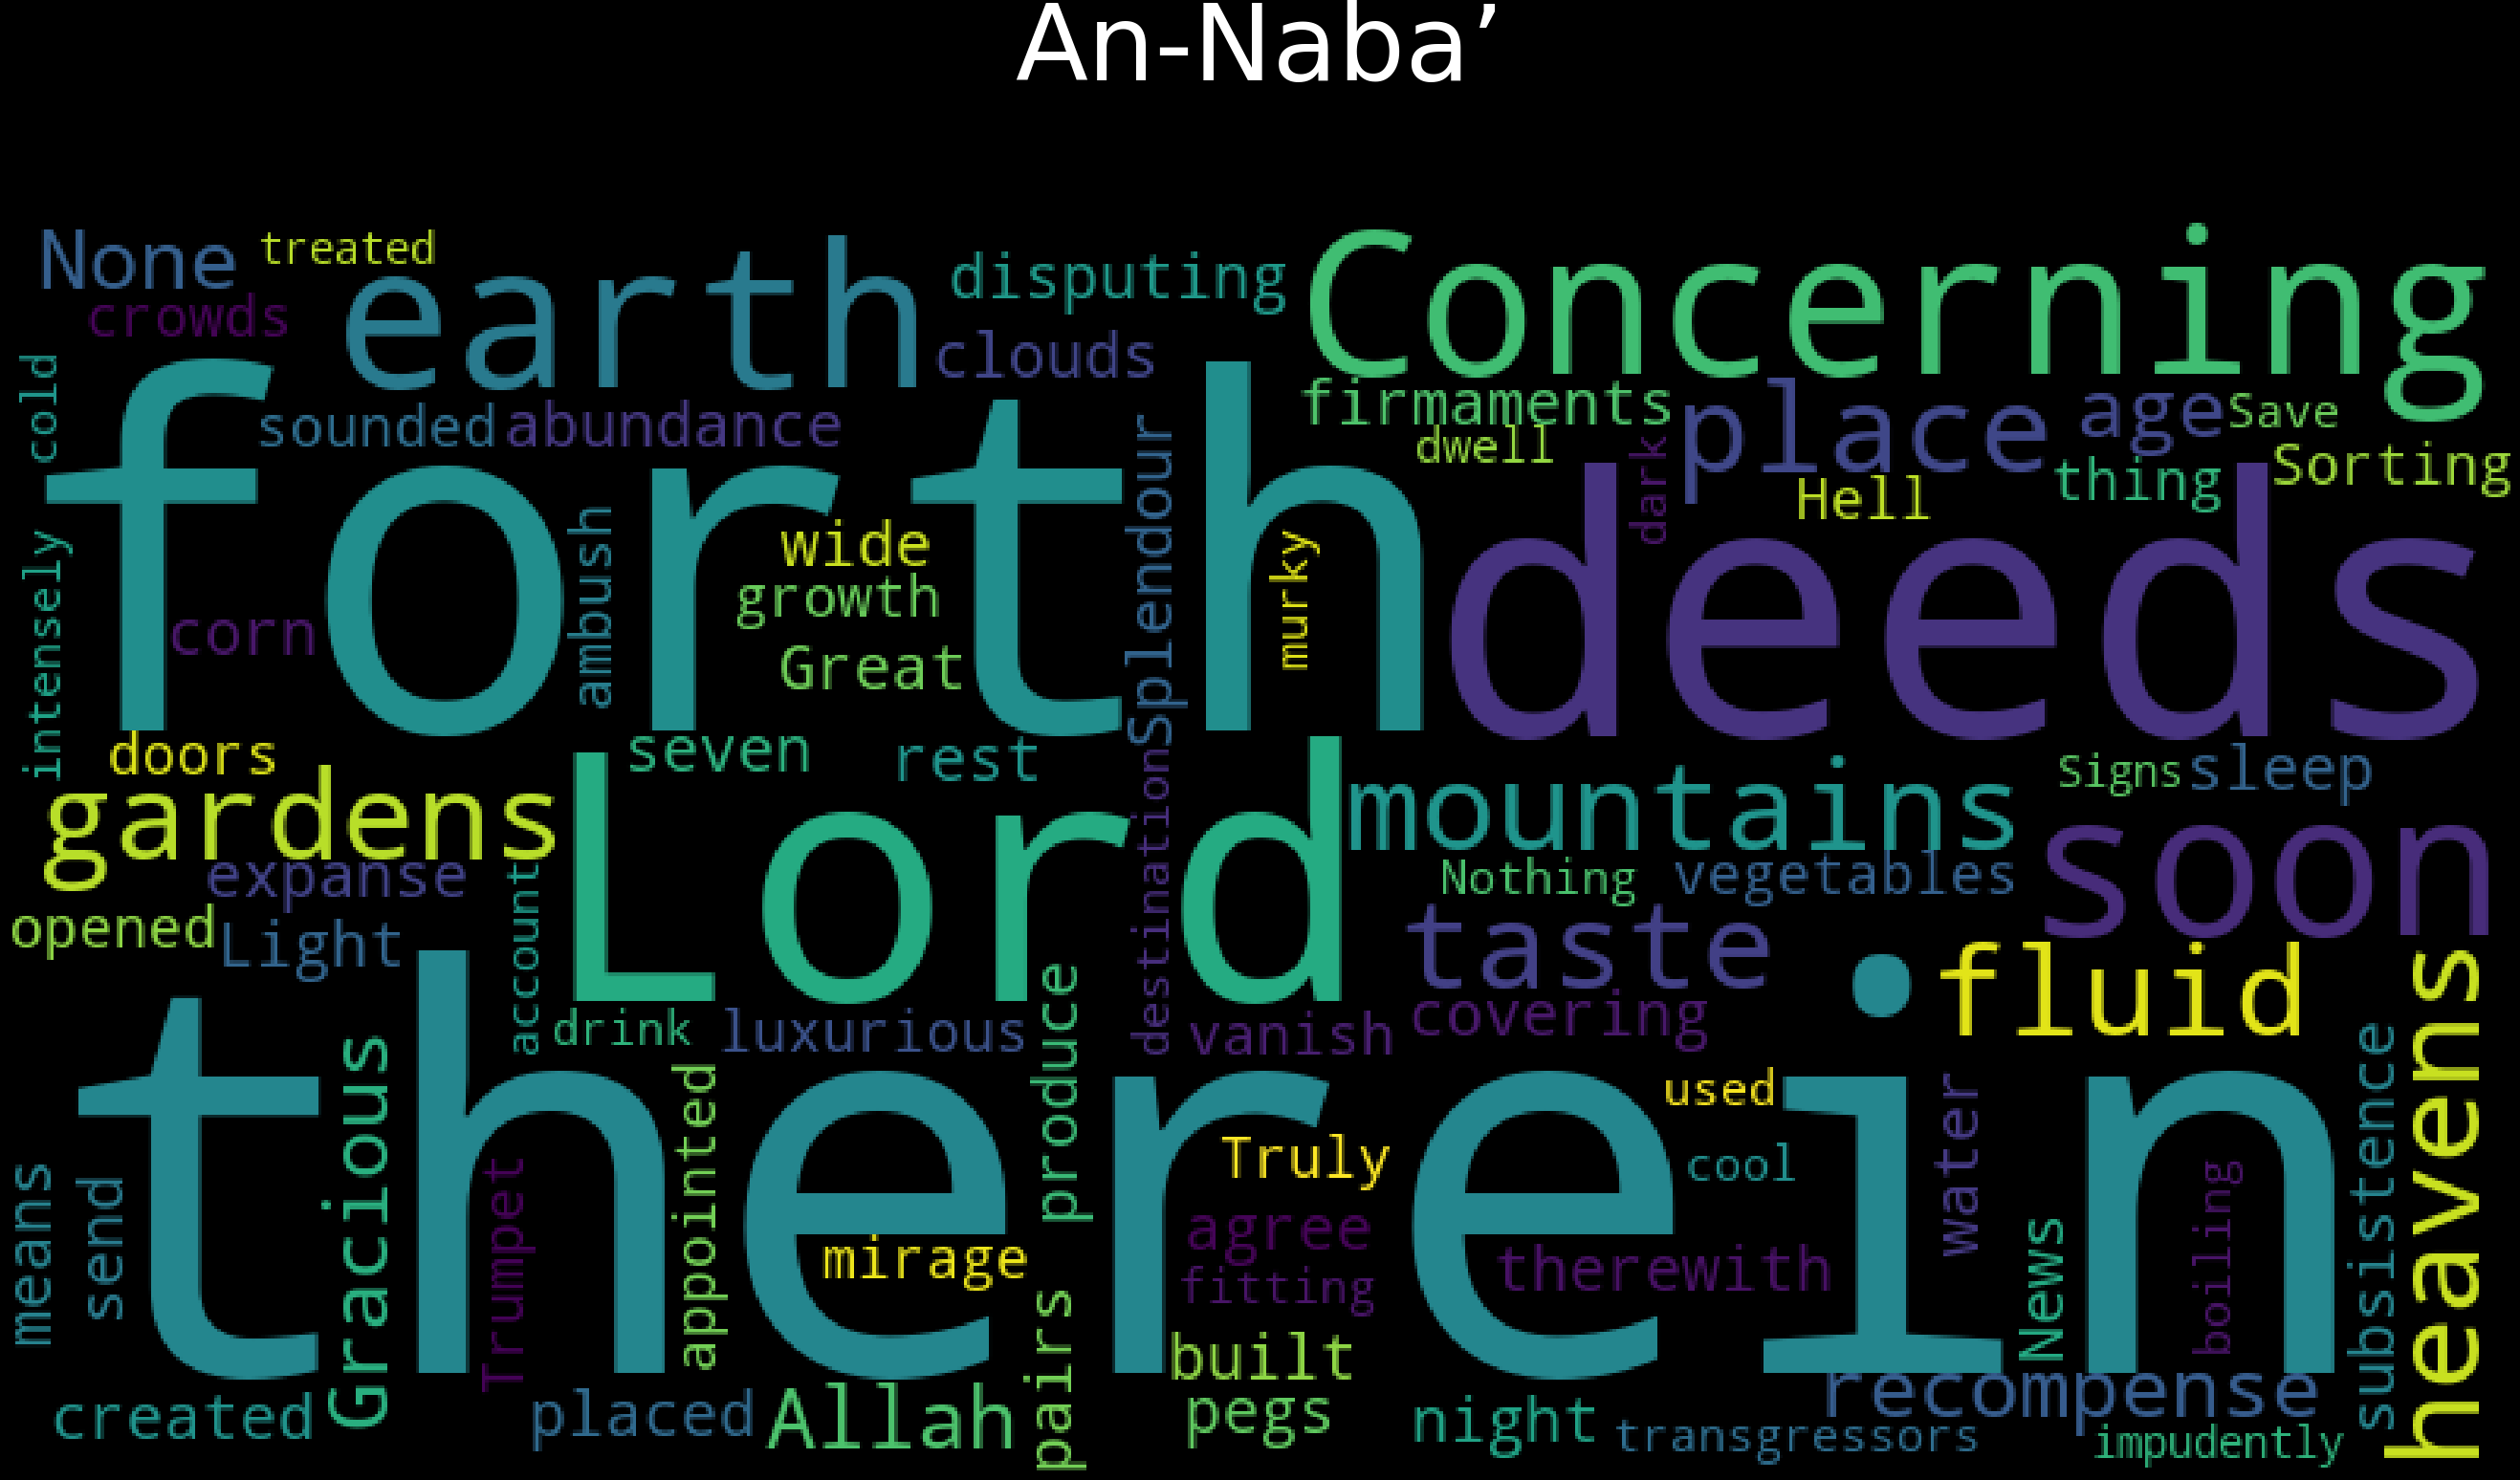 An-Naba’
None treated earth disputing Concerning
crowds clouds
cold forth sounded abundance firmaments place age Save
dwell dark Hell thing Sorting
intensely corn ambush wide growth Great Splendour murky deeds
doors seven rest destination mountains Signs sleep
gardens Lord expanse Nothing vegetables soon
opened Light account taste fluid
drink luxurious produce vanish covering heavens
therein Gracious appointed used water subsistence
means send Trumpet Truly cool
mirage agree fitting therewith News boiling
created placed Allah pairs built pegs night recompense
transgressors impudently